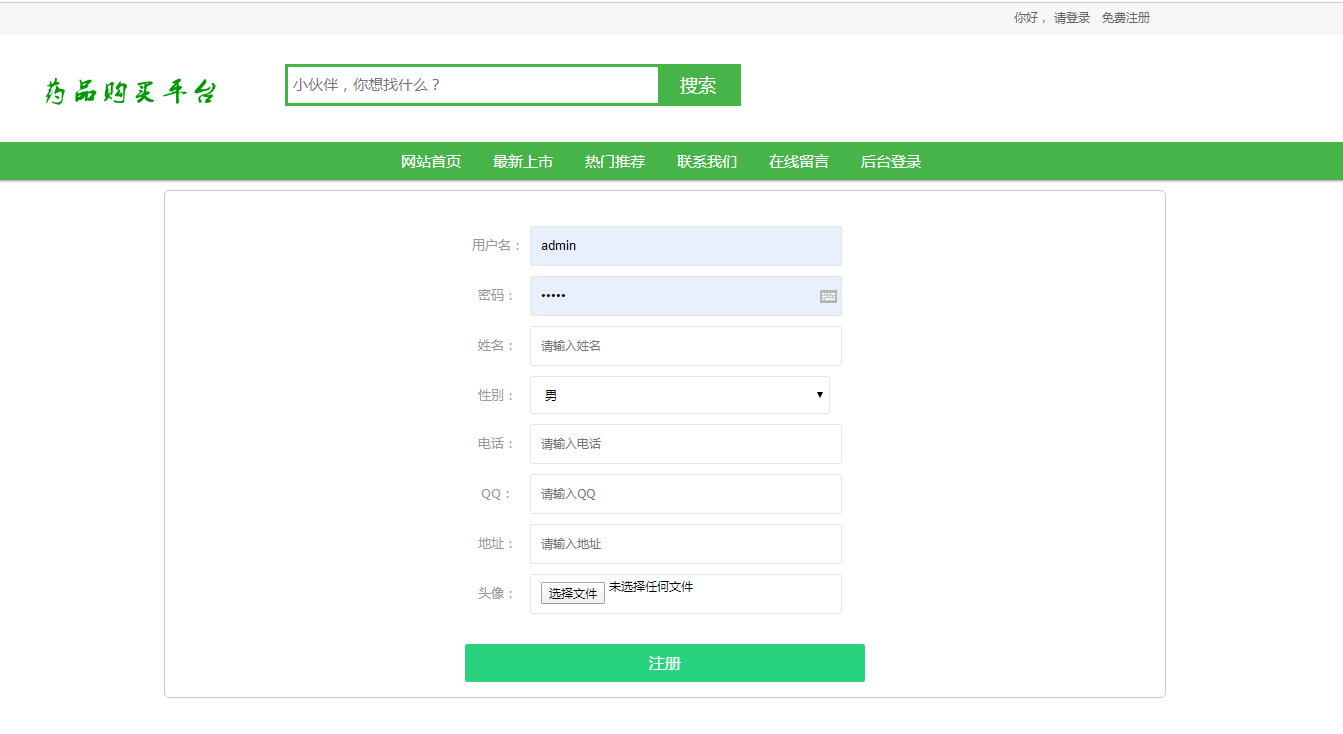 你好， 请登录 免费注册
药品购买平台
小伙伴，你想找什么？ 搜索
网站首页 最新上市 热门推荐 联系我们 在线留言 后台登录
用户名： admin
密码： •••••
姓名： 请输入姓名
性别： 男
电话： 请输入电话
QQ： 请输入QQ
地址： 请输入地址
头像： 选择文件 未选择任何文件
注册